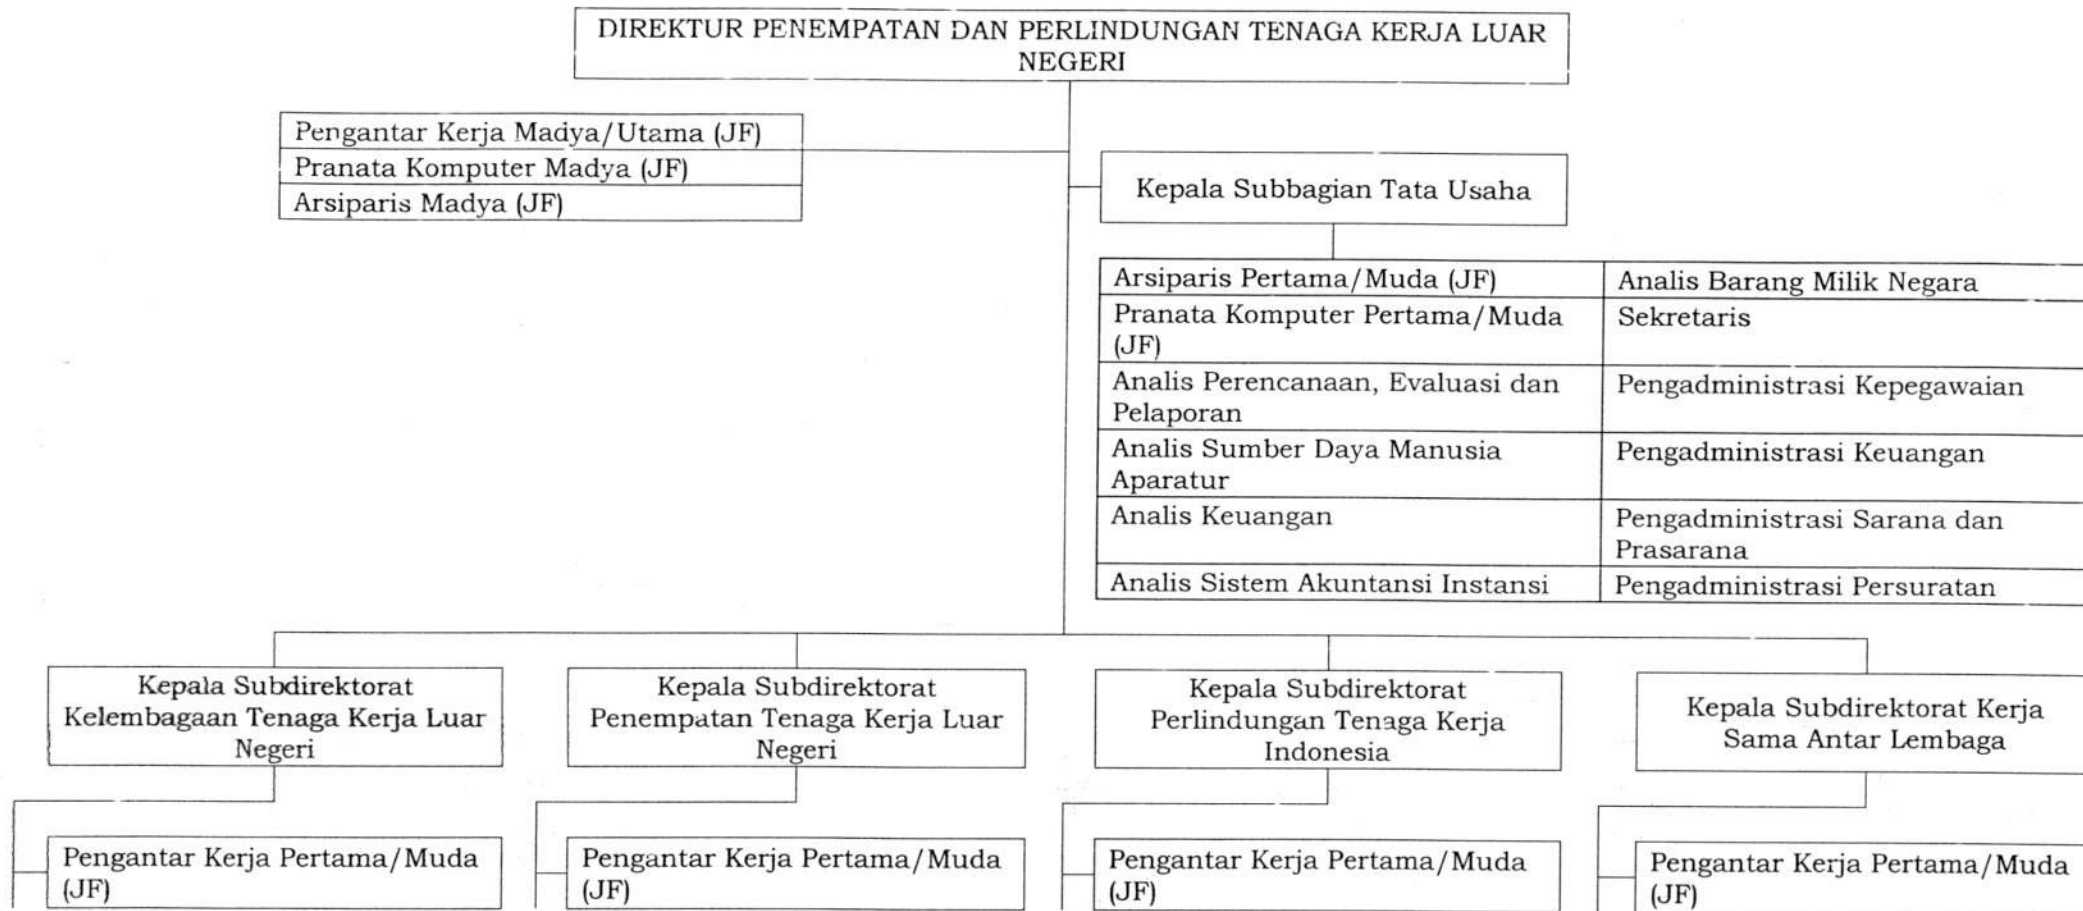 DIREKTUR PENEMPATAN DAN PERLINDUNGAN TENAGA KERJA LUAR
NEGERI
Pengantar Kerja Madya/Utama (JF)
Pranata Komputer Madya (JF)
Arsiparis Madya (JF)
Kepala Subbagian Tata Usaha
Arsiparis Pertama/Muda (JF)
Analis Barang Milik Negara
Pranata Komputer Pertama/Muda
(JF)
Sekretaris
Analis Perencanaan, Evaluasi dan
Pelaporan
Pengadministrasi Kepegawaian
Analis Sumber Daya Manusia
Aparatur
Pengadministrasi Keuangan
Analis Keuangan
Pengadministrasi Sarana dan
Prasarana
Analis Sistem Akuntansi Instansi
Pengadministrasi Persuratan
Kepala Subdirektorat
Kelembagaan Tenaga Kerja Luar
Negeri
Kepala Subdirektorat
Penempatan Tenaga Kerja Luar
Negeri
Kepala Subdirektorat
Perlindungan Tenaga Kerja
Indonesia
Kepala Subdirektorat Kerja
Sama Antar Lembaga
Pengantar Kerja Pertama/Muda
(JF)
Pengantar Kerja Pertama/Muda
(JF)
Pengantar Kerja Pertama/Muda
(JF)
Pengantar Kerja Pertama/Muda
(JF)